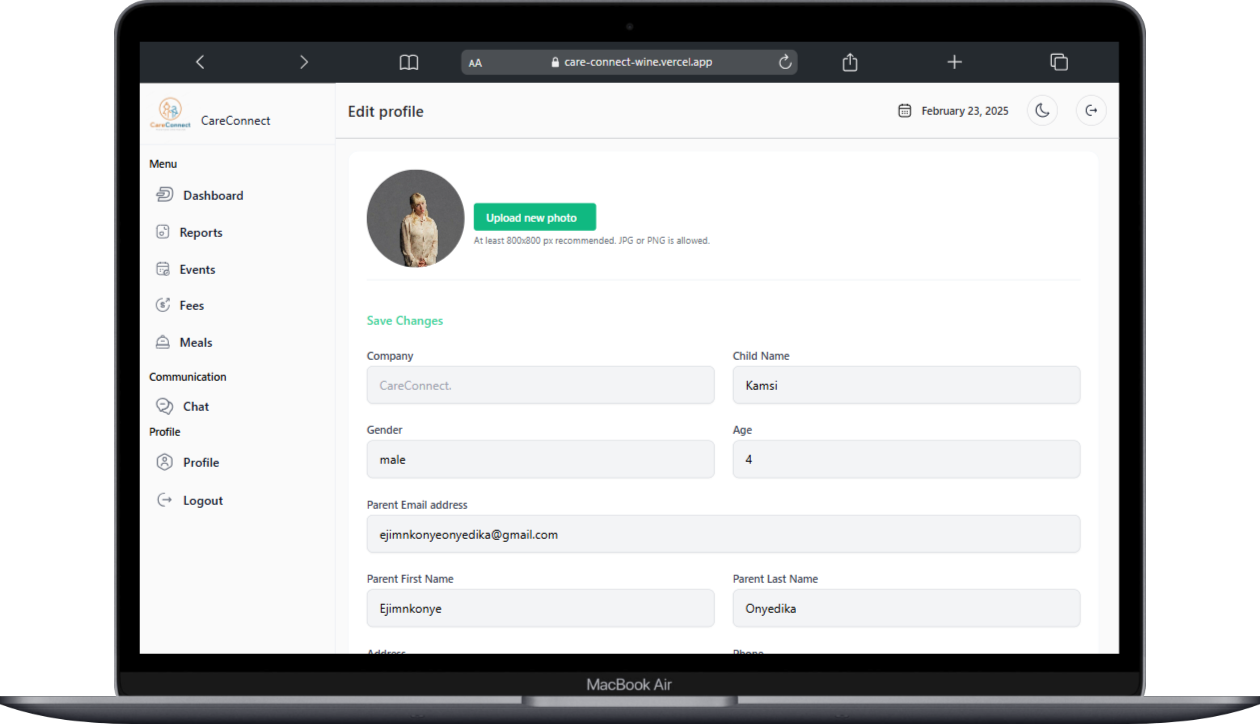 AA
care-connect-wine.vercel.app
CareConnect
CareConnect
Edit profile
February 23, 2025
Menu
Dashboard
Reports
Events
Fees
Meals
Communication
Chat
Profile
Profile
Logout
Upload new photo
At least 800x800 px recommended. JPG or PNG is allowed.
Save Changes
Company
Child Name
CareConnect.
Kamsi
Gender
Age
male
4
Parent Email address
ejimnkonyeonyedika@gmail.com
Parent First Name
Parent Last Name
Ejimnkonye
Onyedika
Address
Phone
MacBook Air